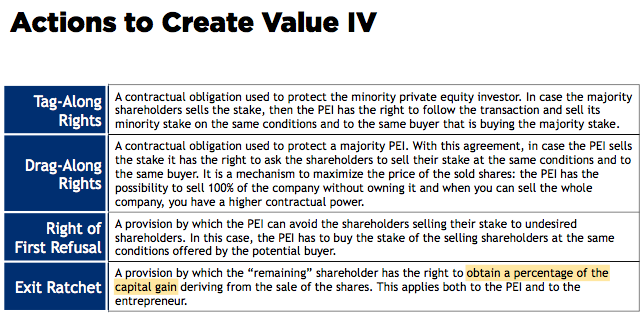 Actions to Create Value IV
Tag-Along
Rights
A contractual obligation used to protect the minority private equity investor. In case the majority
shareholders sells the stake, then the PEI has the right to follow the transaction and sell its
minority stake on the same conditions and to the same buyer that is buying the majority stake.
Drag-Along
Rights
A contractual obligation used to protect a majority PEI. With this agreement, in case the PEI sells
the stake it has the right to ask the shareholders to sell their stake at the same conditions and to
the same buyer. It is a mechanism to maximize the price of the sold shares: the PEI has the
possibility to sell 100% of the company without owning it and when you can sell the whole
company, you have a higher contractual power.
Right of
First Refusal
A provision by which the PEI can avoid the shareholders selling their stake to undesired
shareholders. In this case, the PEI has to buy the stake of the selling shareholders at the same
conditions offered by the potential buyer.
Exit Ratchet
A provision by which the “remaining” shareholder has the right to obtain a percentage of the
capital gain deriving from the sale of the shares. This applies both to the PEI and to the
entrepreneur.